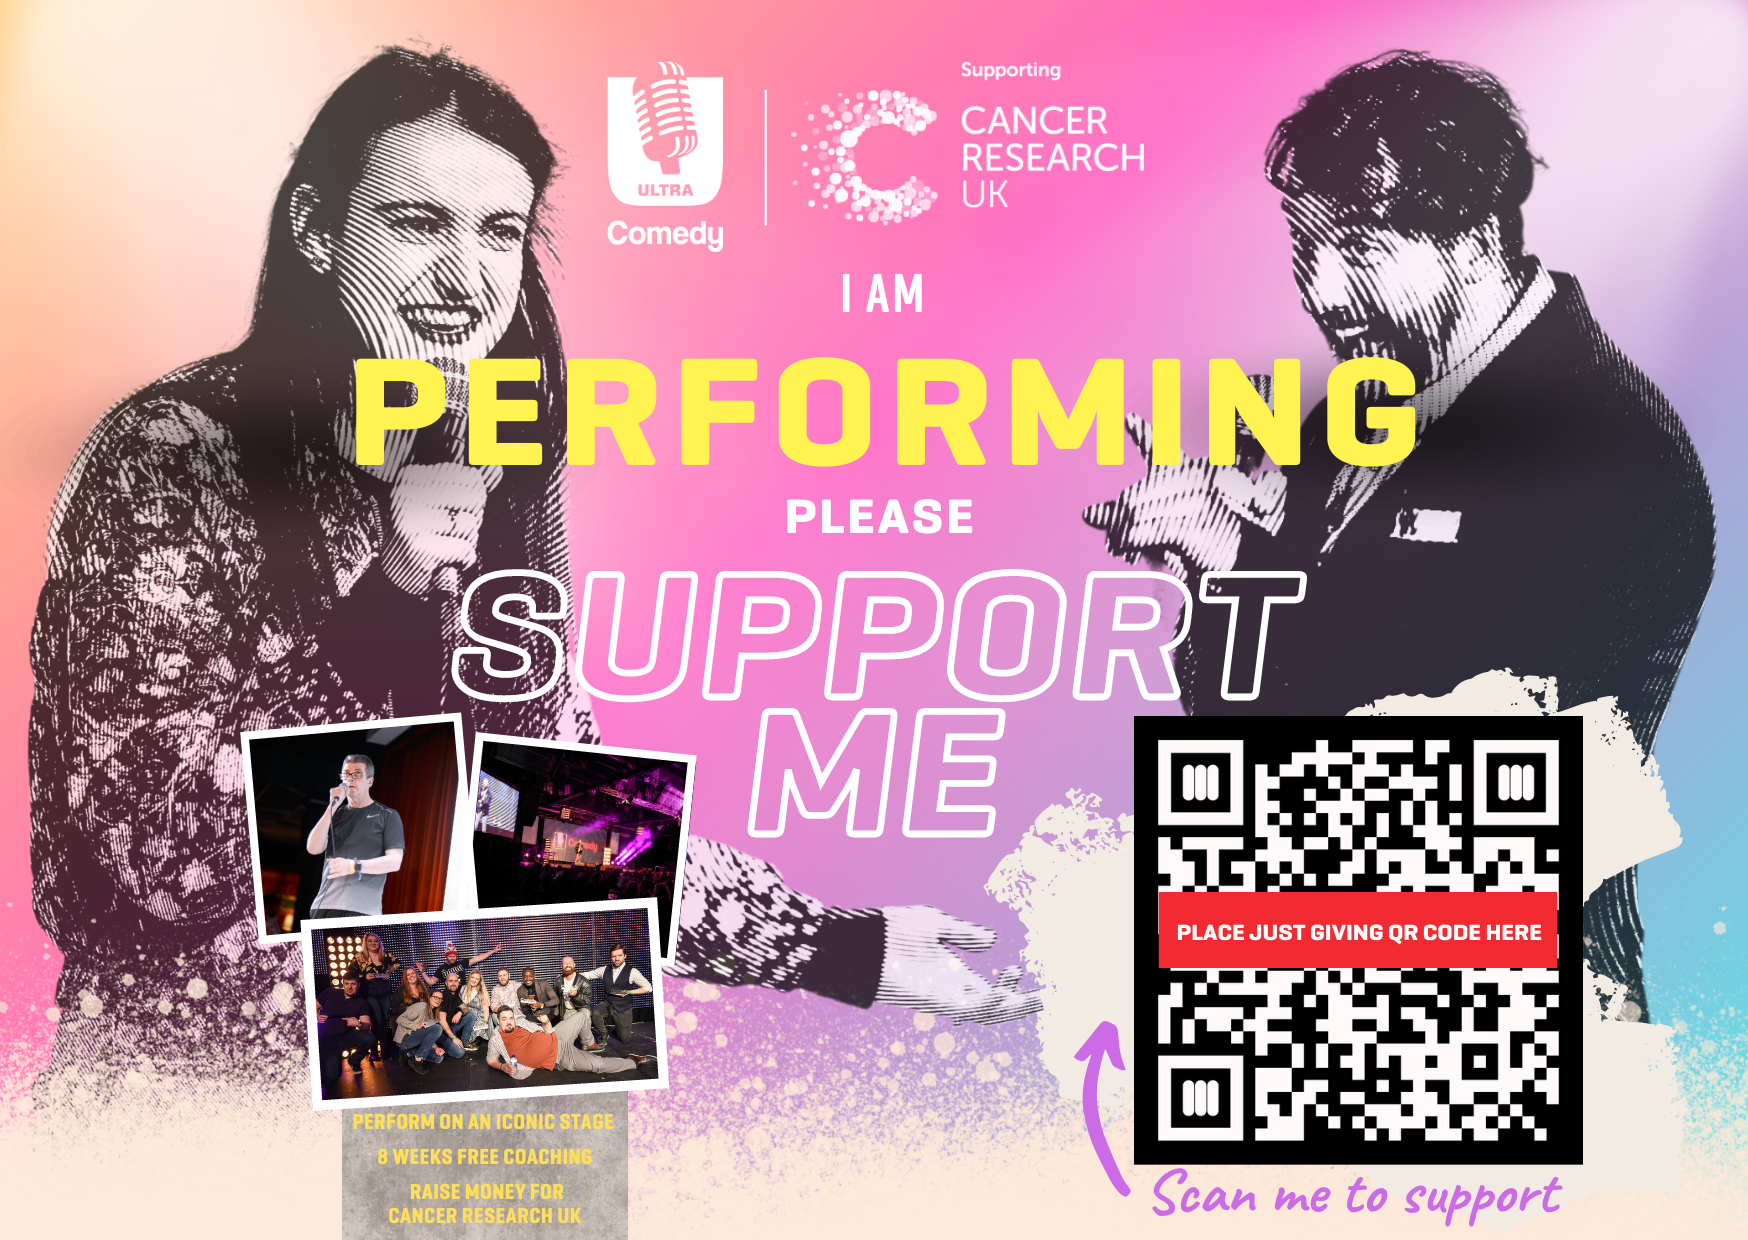 ULTRA
Comedy
Supporting
CANCER
RESEARCH
UK
I AM
PERFORMING
PLEASE
SUPPORT
ME
Comedy
PLACE JUST GIVING QR CODE HERE
PERFORM ON AN ICONIC STAGE
8 WEEKS FREE COACHING
RAISE MONEY FOR
CANCER RESEARCH UK
Scan me to support